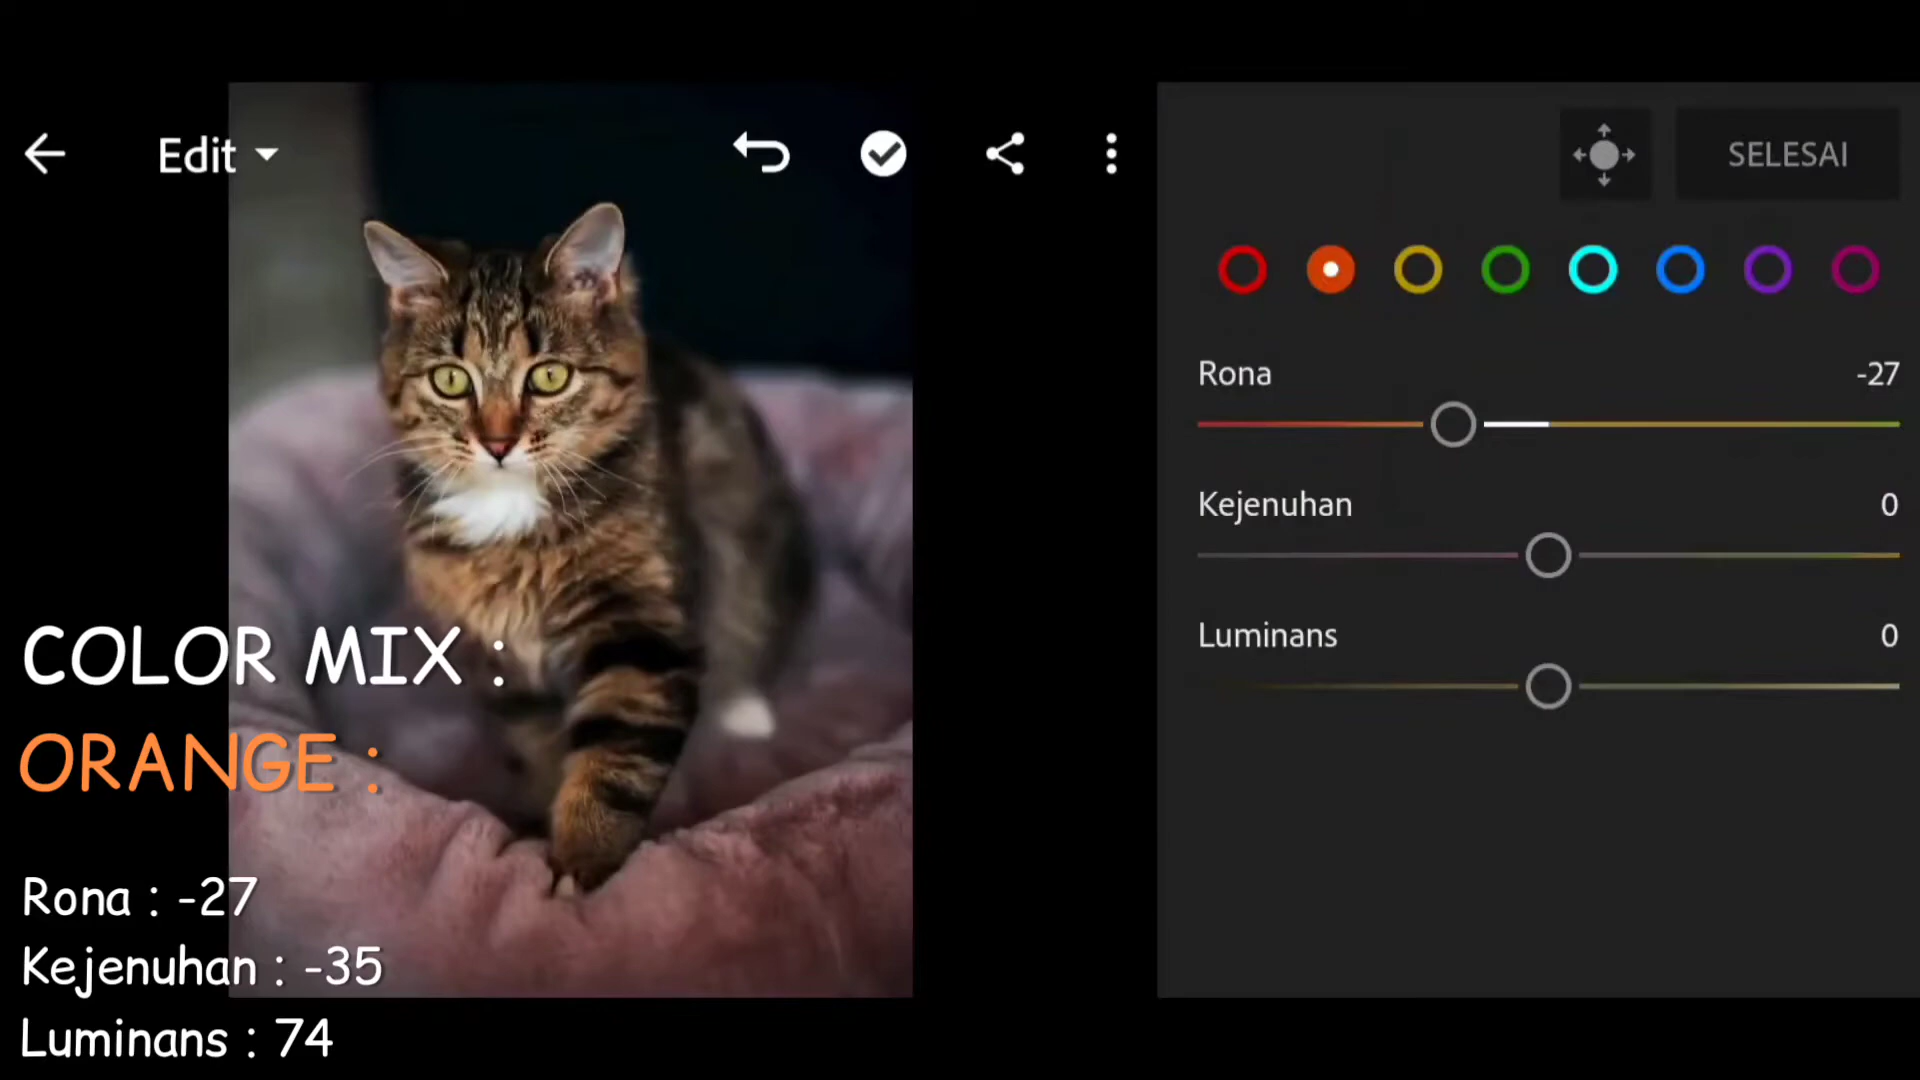 Edit
SELESAI
Rona -27
Kejenuhan 0
Luminans 0
COLOR MIX :
ORANGE :
Rona : -27
Kejenuhan : -35
Luminans : 74